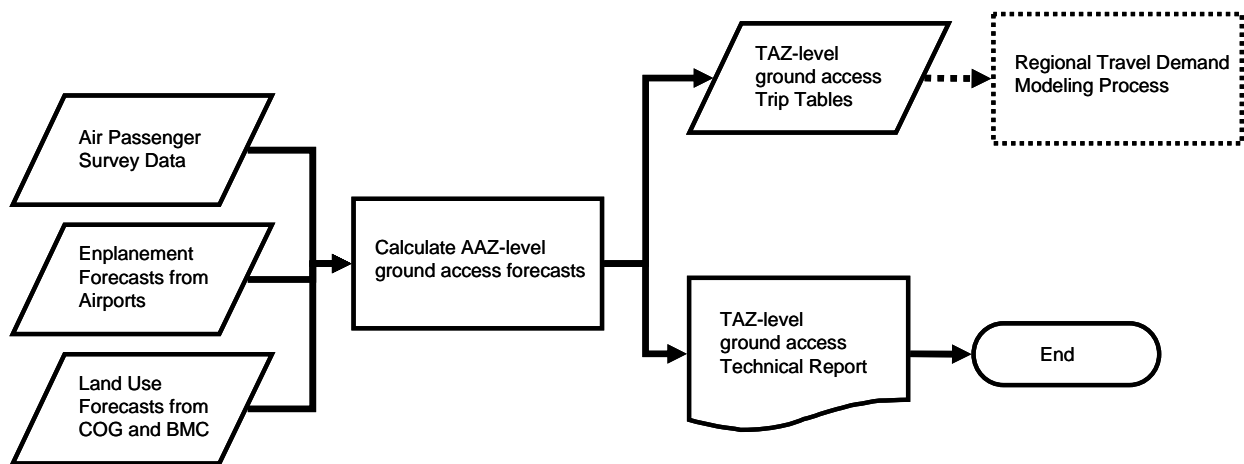 Air Passenger
Survey Data
Enplanement
Forecasts from
Airports
Land Use
Forecasts from
COG and BMC
Calculate AAZ-level
ground access forecasts
TAZ-level
ground access
Trip Tables
Regional Travel Demand
Modeling Process
TAZ-level
ground access
Technical Report
End